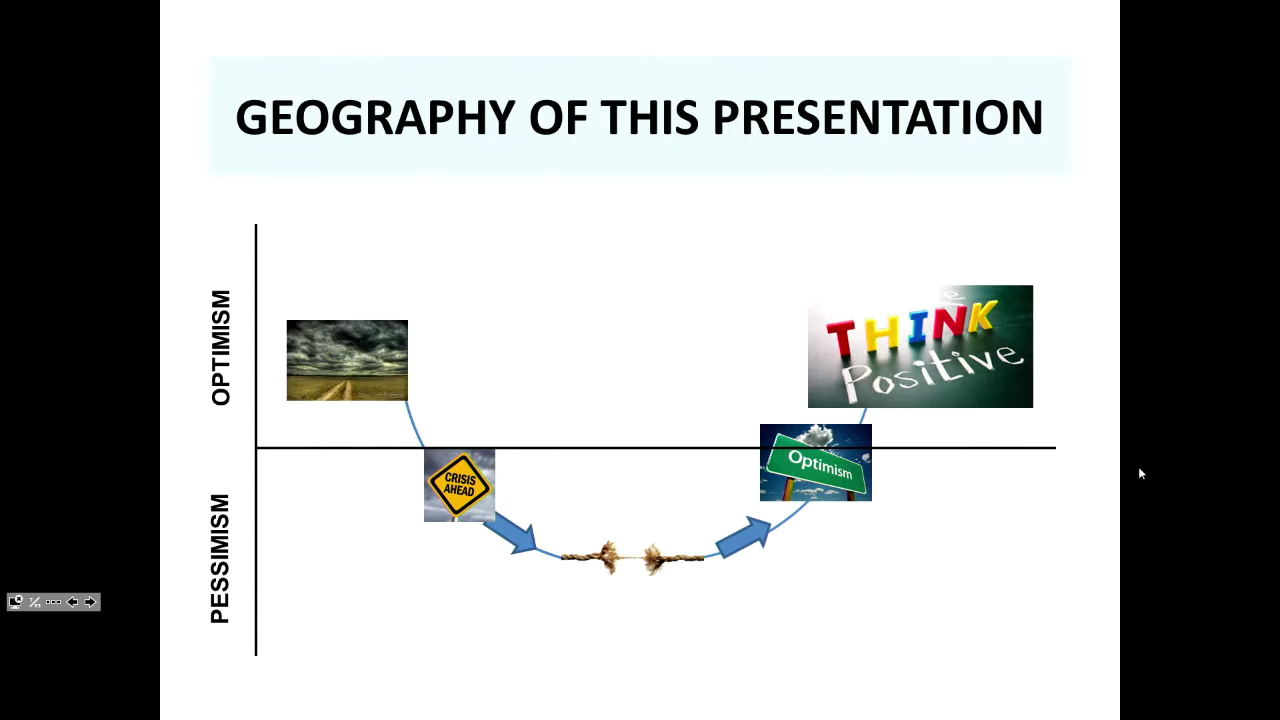 GEOGRAPHY OF THIS PRESENTATION
OPTIMISM
THINK
Positive
Optimism
CRISIS
AHEAD
PESSIMISM